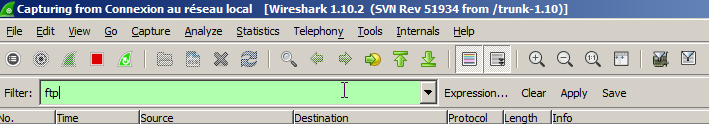 Capturing from Connexion au réseau local [Wireshark 1.10.2 (SVN Rev 51934 from /trunk-1.10)]
File Edit View Go Capture Analyze Statistics Telephony Tools Internals Help
Filter: ftp Expression... Clear Apply Save
No. Time Source Destination Protocol Length Info